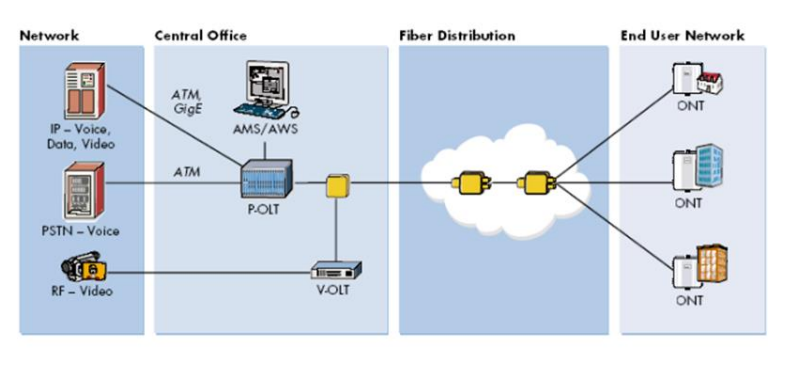 Network
Central Office
Fiber Distribution
End User Network
ATM,
GigE
IP – Voice,
Data, Video
AMS/AWS
ONT
ATM
PSTN – Voice
P-OLT
ONT
RF – Video
V-OLT
ONT